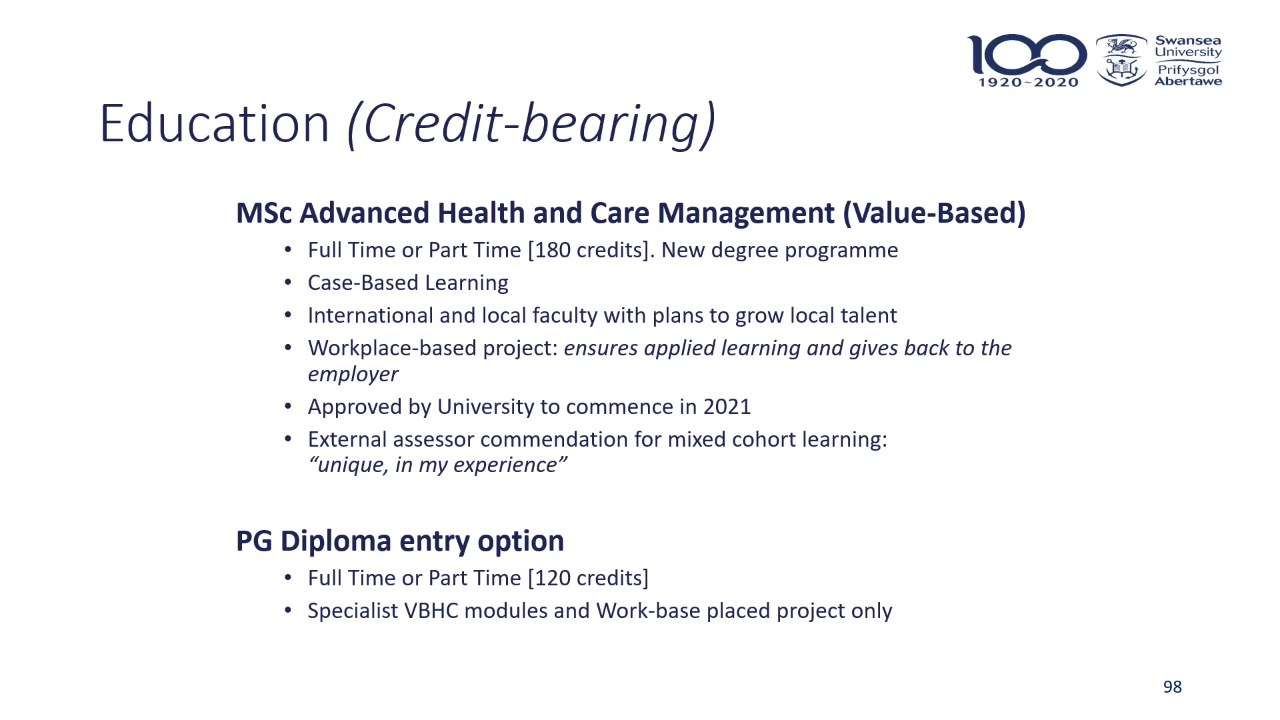 100
1920~2020
Swansea
University
Prifysgol
Abertawe
Education (Credit-bearing)
MSc Advanced Health and Care Management (Value-Based)
• Full Time or Part Time [180 credits]. New degree programme
• Case-Based Learning
• International and local faculty with plans to grow local talent
• Workplace-based project: ensures applied learning and gives back to the
employer
• Approved by University to commence in 2021
• External assessor commendation for mixed cohort learning:
“unique, in my experience”
PG Diploma entry option
• Full Time or Part Time [120 credits]
• Specialist VBHC modules and Work-base placed project only
98